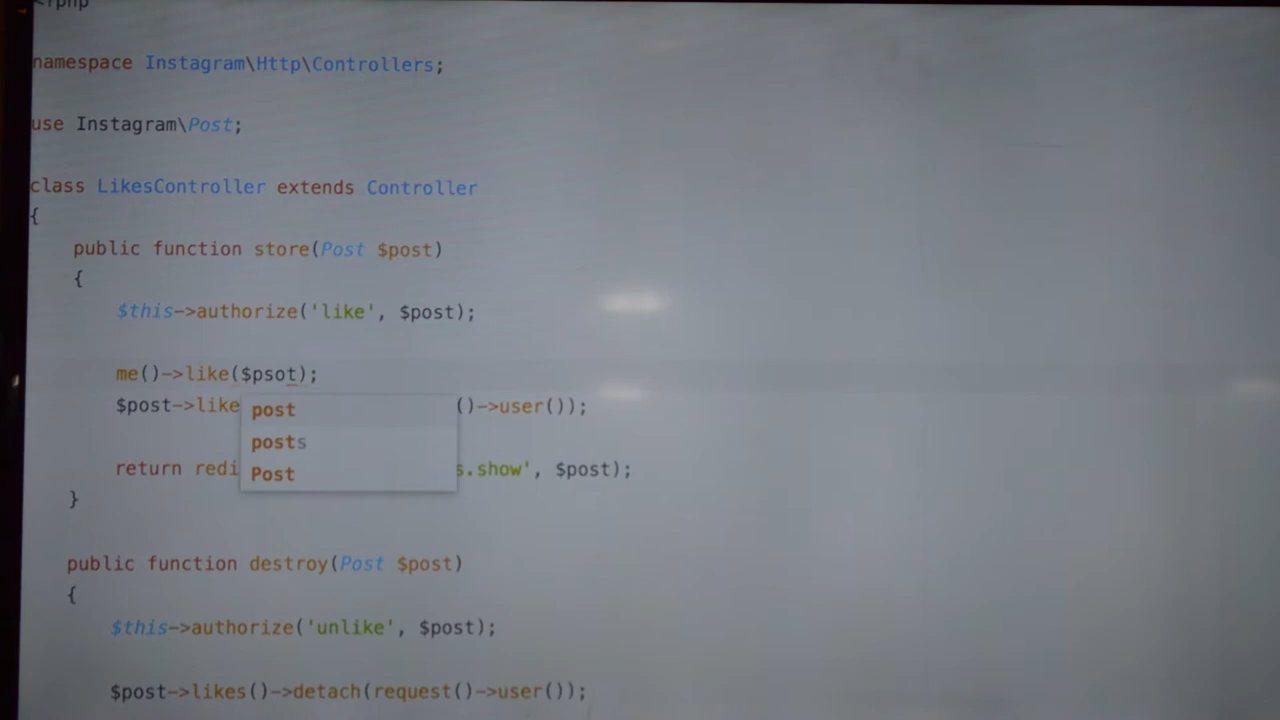 <?php
namespace Instagram\Http\Controllers;
use Instagram\Post;
class LikesController extends Controller
{
public function store(Post $post)
{
$this->authorize('like', $post);
me()->like($psot);
$post->like ()->user());
post
posts
return redi s.show', $post);
Post
}
public function destroy(Post $post)
{
$this->authorize('unlike', $post);
$post->likes()->detach(request()->user());